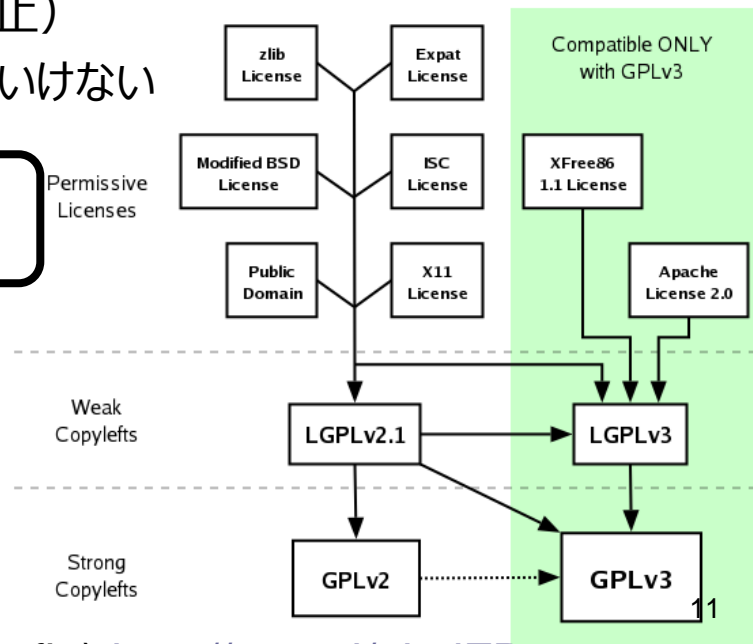 止）
いけない
Compatible ONLY
with GPLv3
zlib
License
Expat
License
Permissive
Licenses
Modified BSD
License
ISC
License
XFree86
1.1 License
Public
Domain
X11
License
Apache
License 2.0
Weak
Copylefts
LGPLv2.1
LGPLv3
Strong
Copylefts
GPLv2
GPLv3
11